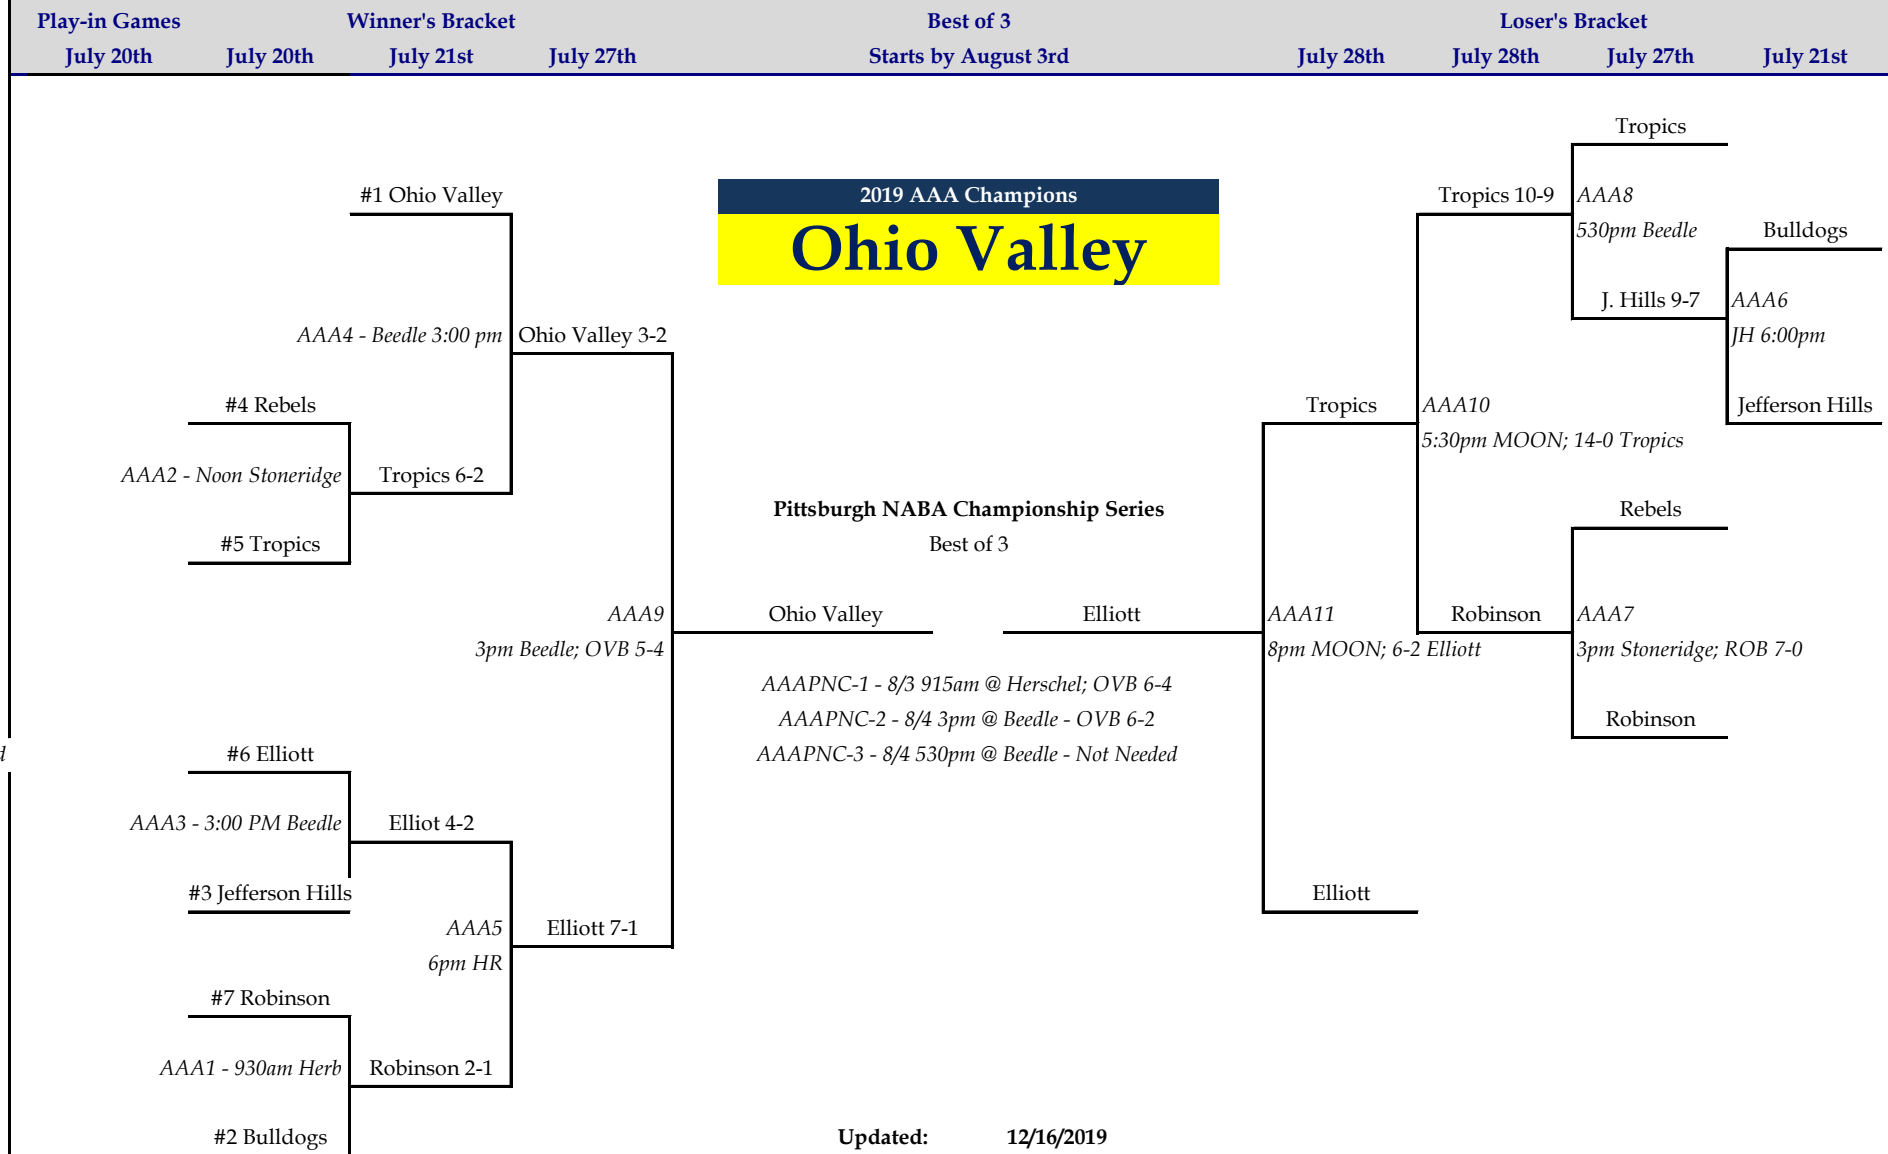 Play-in Games Winner's Bracket Best of 3 Loser's Bracket
July 20th July 20th July 21st July 27th Starts by August 3rd July 28th July 28th July 27th July 21st
Tropics
#1 Ohio Valley 2019 AAA Champions Tropics 10-9 AAA8
Ohio Valley 530pm Beedle Bulldogs
J. Hills 9-7 AAA6
AAA4 - Beedle 3:00 pm Ohio Valley 3-2 JH 6:00pm
#4 Rebels Tropics AAA10 Jefferson Hills
5:30pm MOON; 14-0 Tropics
AAA2 - Noon Stoneridge Tropics 6-2
Pittsburgh NABA Championship Series Rebels
#5 Tropics Best of 3
AAA9 Ohio Valley Elliott AAA11 Robinson AAA7
3pm Beedle; OVB 5-4 8pm MOON; 6-2 Elliott 3pm Stoneridge; ROB 7-0
AAAPNC-1 - 8/3 915am @ Herschel; OVB 6-4
AAAPNC-2 - 8/4 3pm @ Beedle - OVB 6-2 Robinson
#6 Elliott AAAPNC-3 - 8/4 530pm @ Beedle - Not Needed
AAA3 - 3:00 PM Beedle Elliot 4-2
#3 Jefferson Hills Elliott
AAA5 Elliott 7-1
6pm HR
#7 Robinson
AAA1 - 930am Herb Robinson 2-1
#2 Bulldogs Updated: 12/16/2019